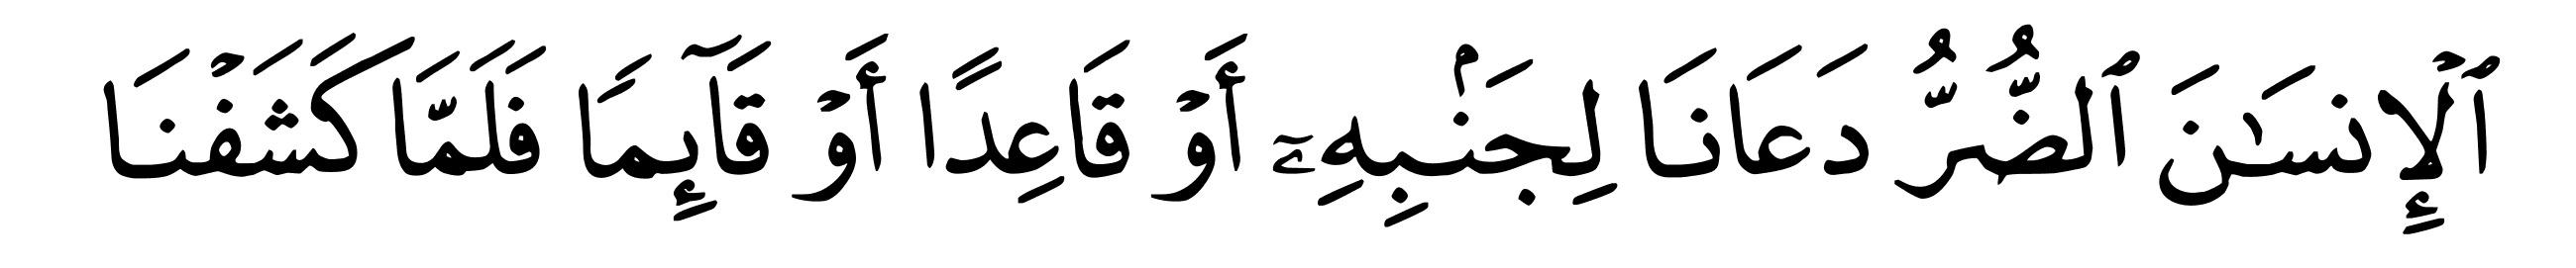 ٱلْإِنسَـٰنَ ٱلضُّرُّ دَعَانَا لِجَنۢبِهِۦٓ أَوْ قَاعِدًا أَوْ قَآئِمًا فَلَمَّا كَشَفْنَا